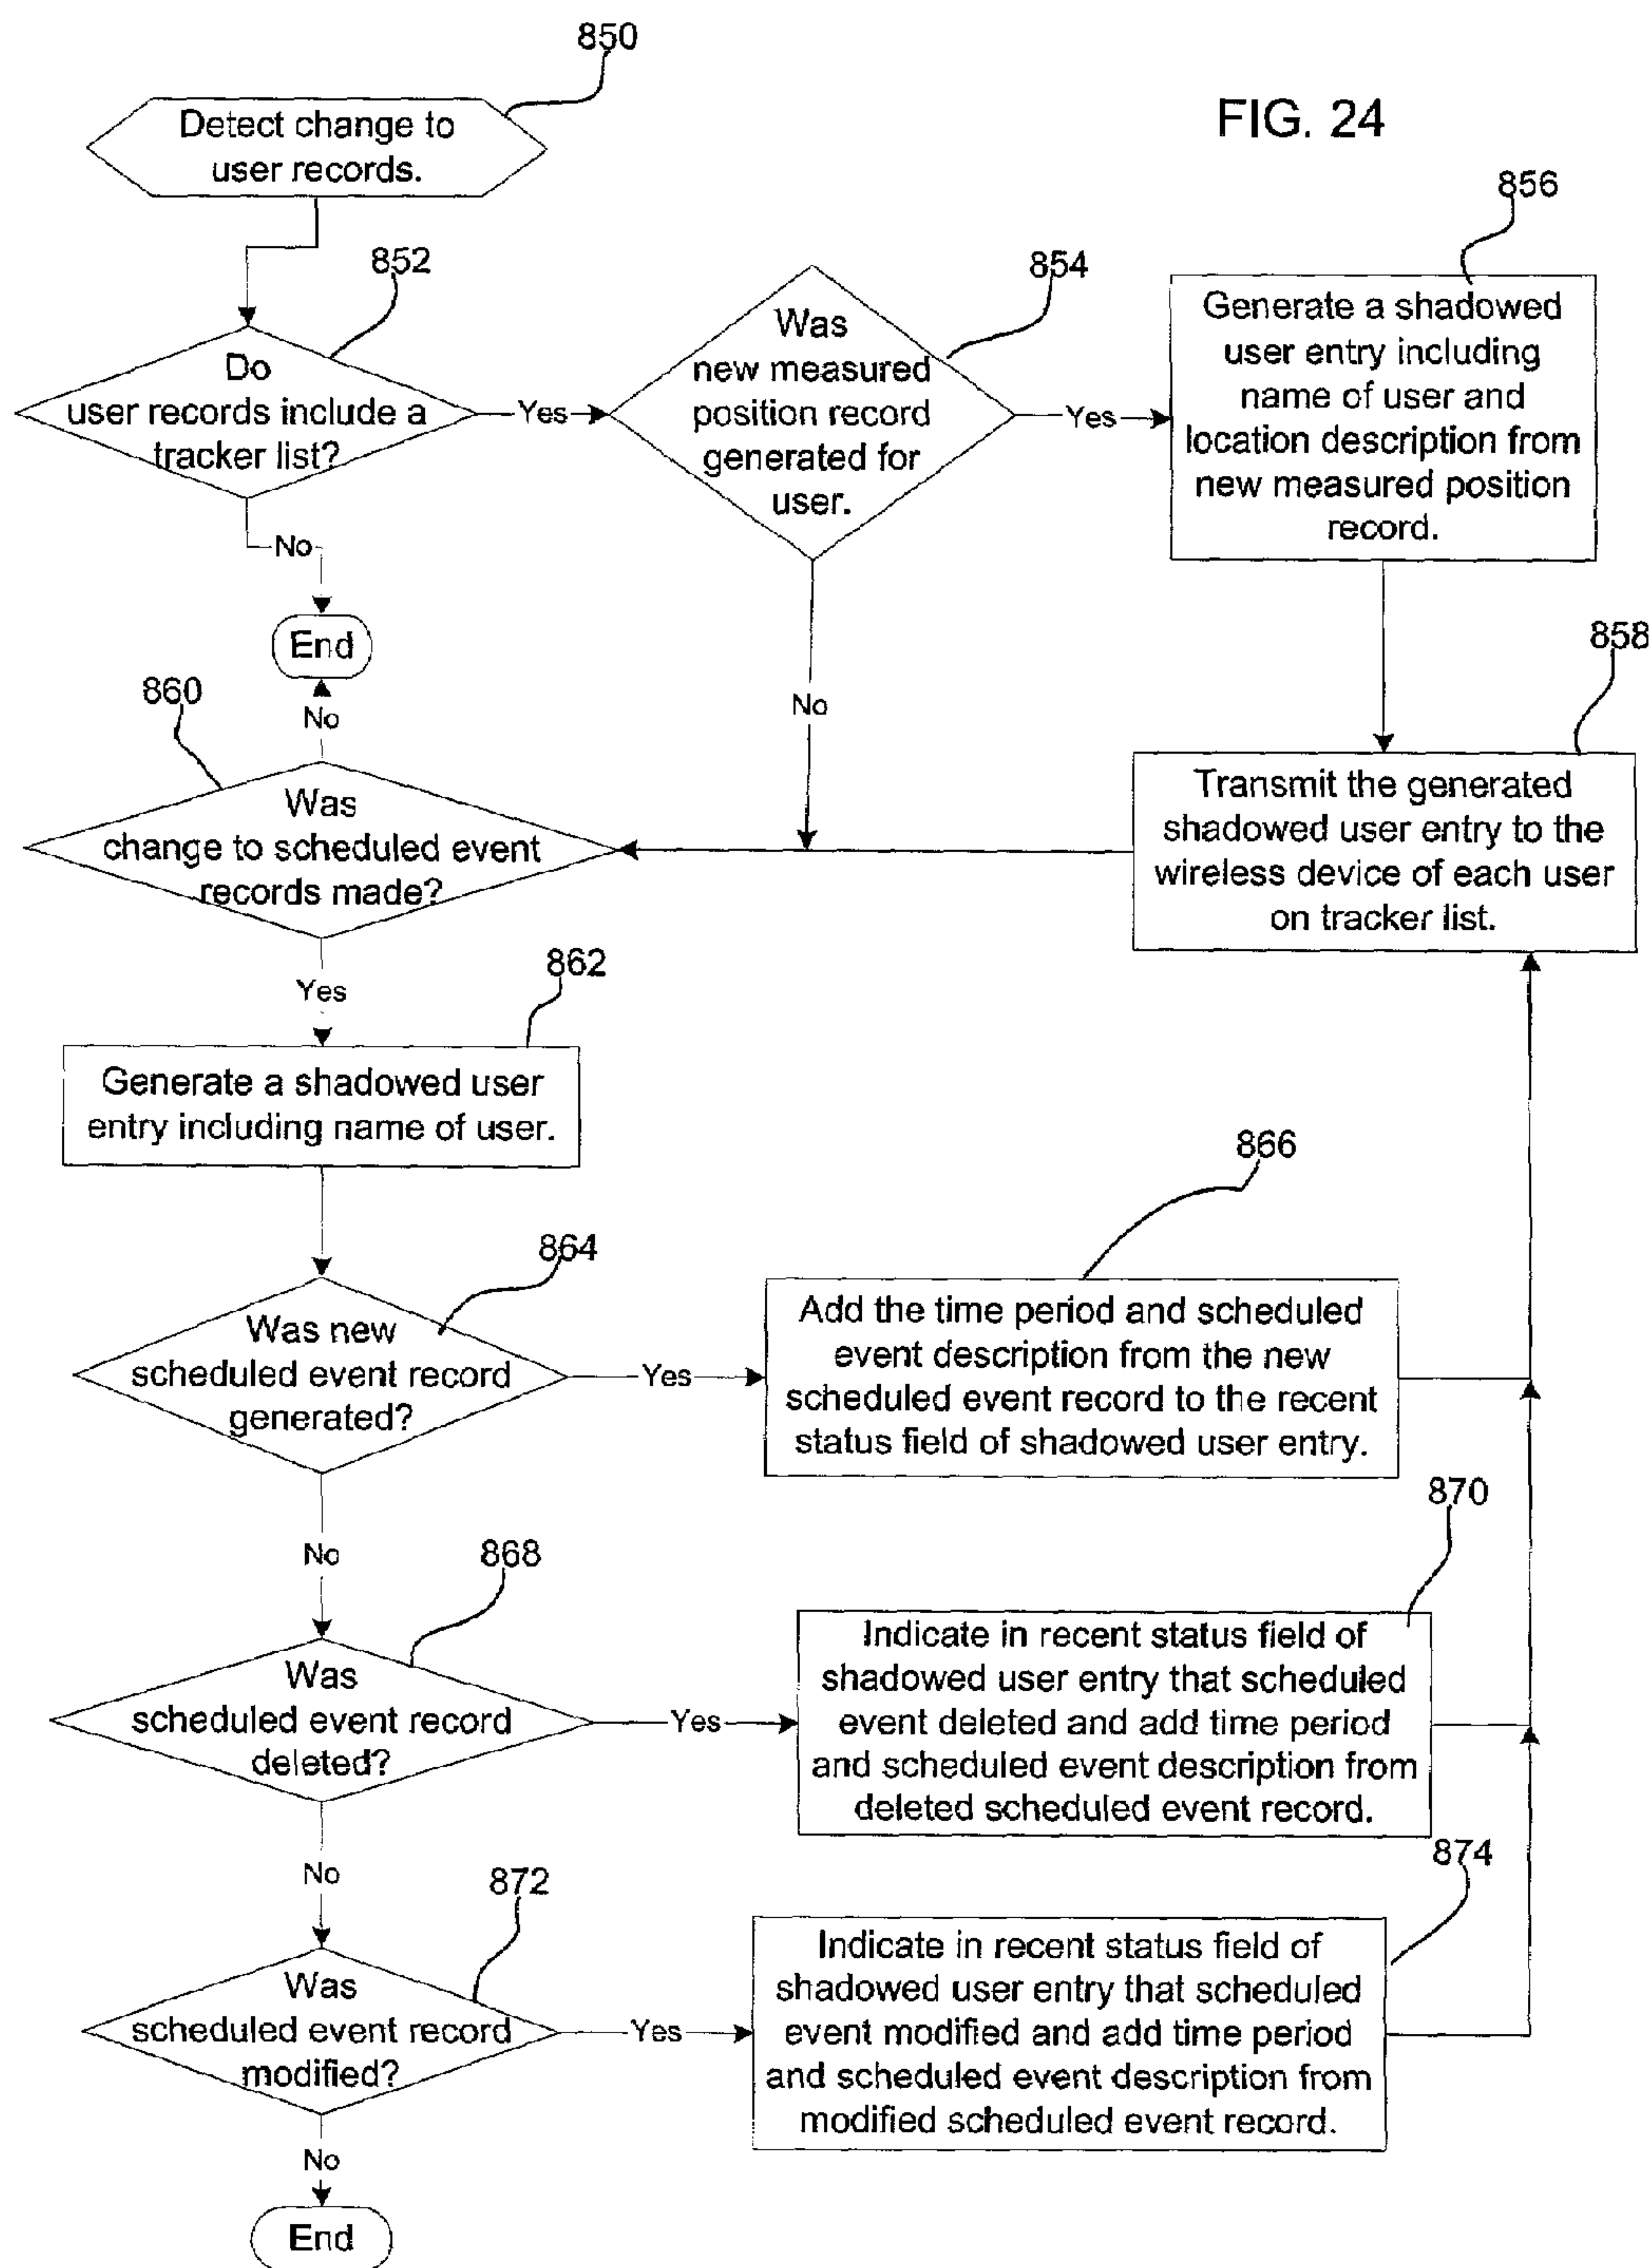 850
FIG. 24
Detect change to
user records.
852
Do
user records include a
tracker list?
Yes
No
End
854
Was
new measured
position record
generated for
user.
Yes
No
856
Generate a shadowed
user entry including
name of user and
location description from
new measured position
record.
858
Transmit the generated
shadowed user entry to the
wireless device of each user
on tracker list.
860
No
Was
change to scheduled event
records made?
Yes
862
Generate a shadowed user
entry including name of user.
864
Was new
scheduled event record
generated?
Yes
No
866
Add the time period and scheduled
event description from the new
scheduled event record to the recent
status field of shadowed user entry.
868
Was
scheduled event record
deleted?
Yes
No
870
Indicate in recent status field of
shadowed user entry that scheduled
event deleted and add time period
and scheduled event description from
deleted scheduled event record.
872
Was
scheduled event record
modified?
Yes
No
874
Indicate in recent status field of
shadowed user entry that scheduled
event modified and add time period
and scheduled event description from
modified scheduled event record.
End